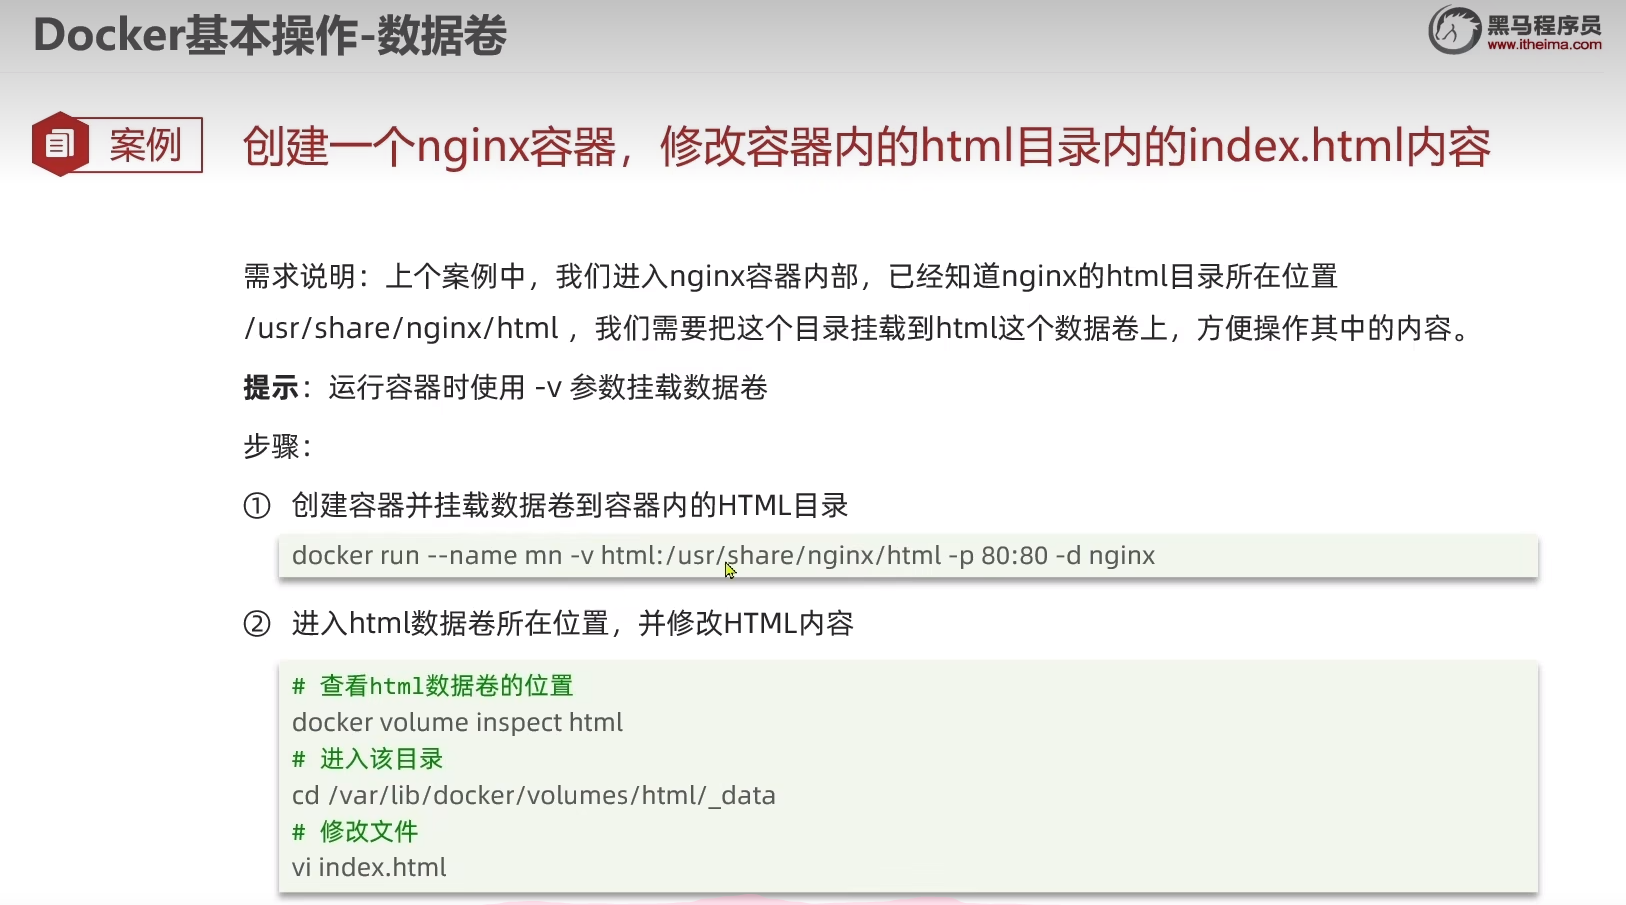 Docker基本操作-数据卷
黑马程序员
www.itheima.com
案例
创建一个nginx容器，修改容器内的html目录内的index.html内容
需求说明：上个案例中，我们进入nginx容器内部，已经知道nginx的html目录所在位置
/usr/share/nginx/html ，我们需要把这个目录挂载到html这个数据卷上，方便操作其中的内容。
提示：运行容器时使用 -v 参数挂载数据卷
步骤：
① 创建容器并挂载数据卷到容器内的HTML目录
docker run --name mn -v html:/usr/share/nginx/html -p 80:80 -d nginx
② 进入html数据卷所在位置，并修改HTML内容
# 查看html数据卷的位置
docker volume inspect html
# 进入该目录
cd /var/lib/docker/volumes/html/_data
# 修改文件
vi index.html